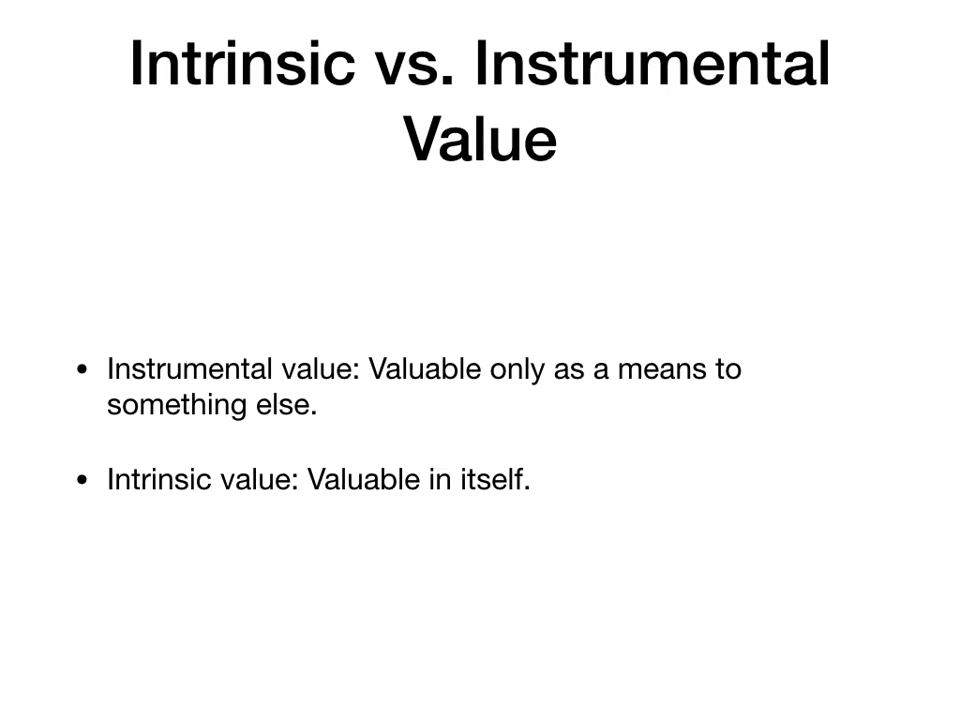 Intrinsic vs. Instrumental
Value
• Instrumental value: Valuable only as a means to
something else.
• Intrinsic value: Valuable in itself.